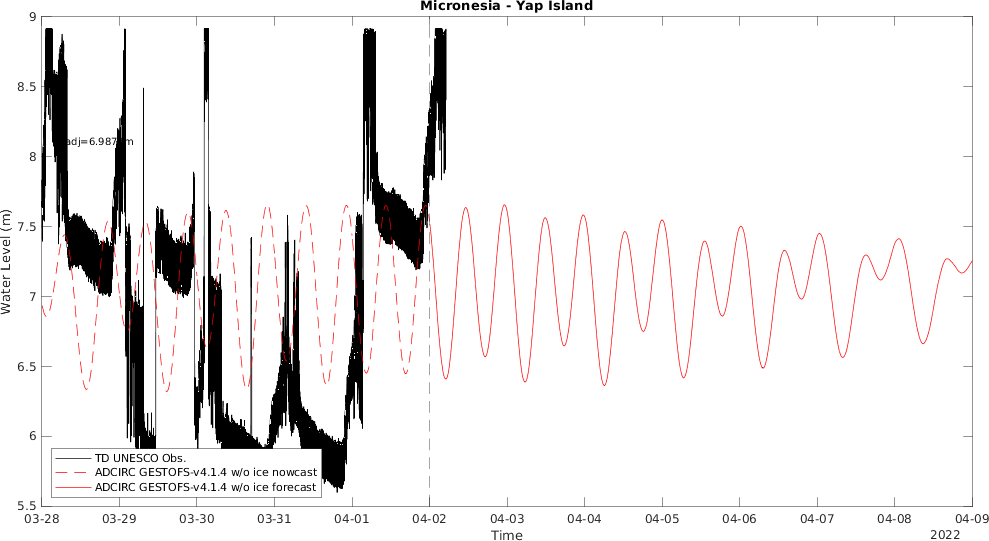 Micronesia - Yap Island
9
8.5
8
7.5
7
6.5
6
5.5
Water Level (m)
TD UNESCO Obs.
ADCIRC GESTOFS-v4.1.4 w/o ice nowcast
ADCIRC GESTOFS-v4.1.4 w/o ice forecast
03-28 03-29 03-30 03-31 04-01 04-02 04-03 04-04 04-05 04-06 04-07 04-08 04-09
Time
2022